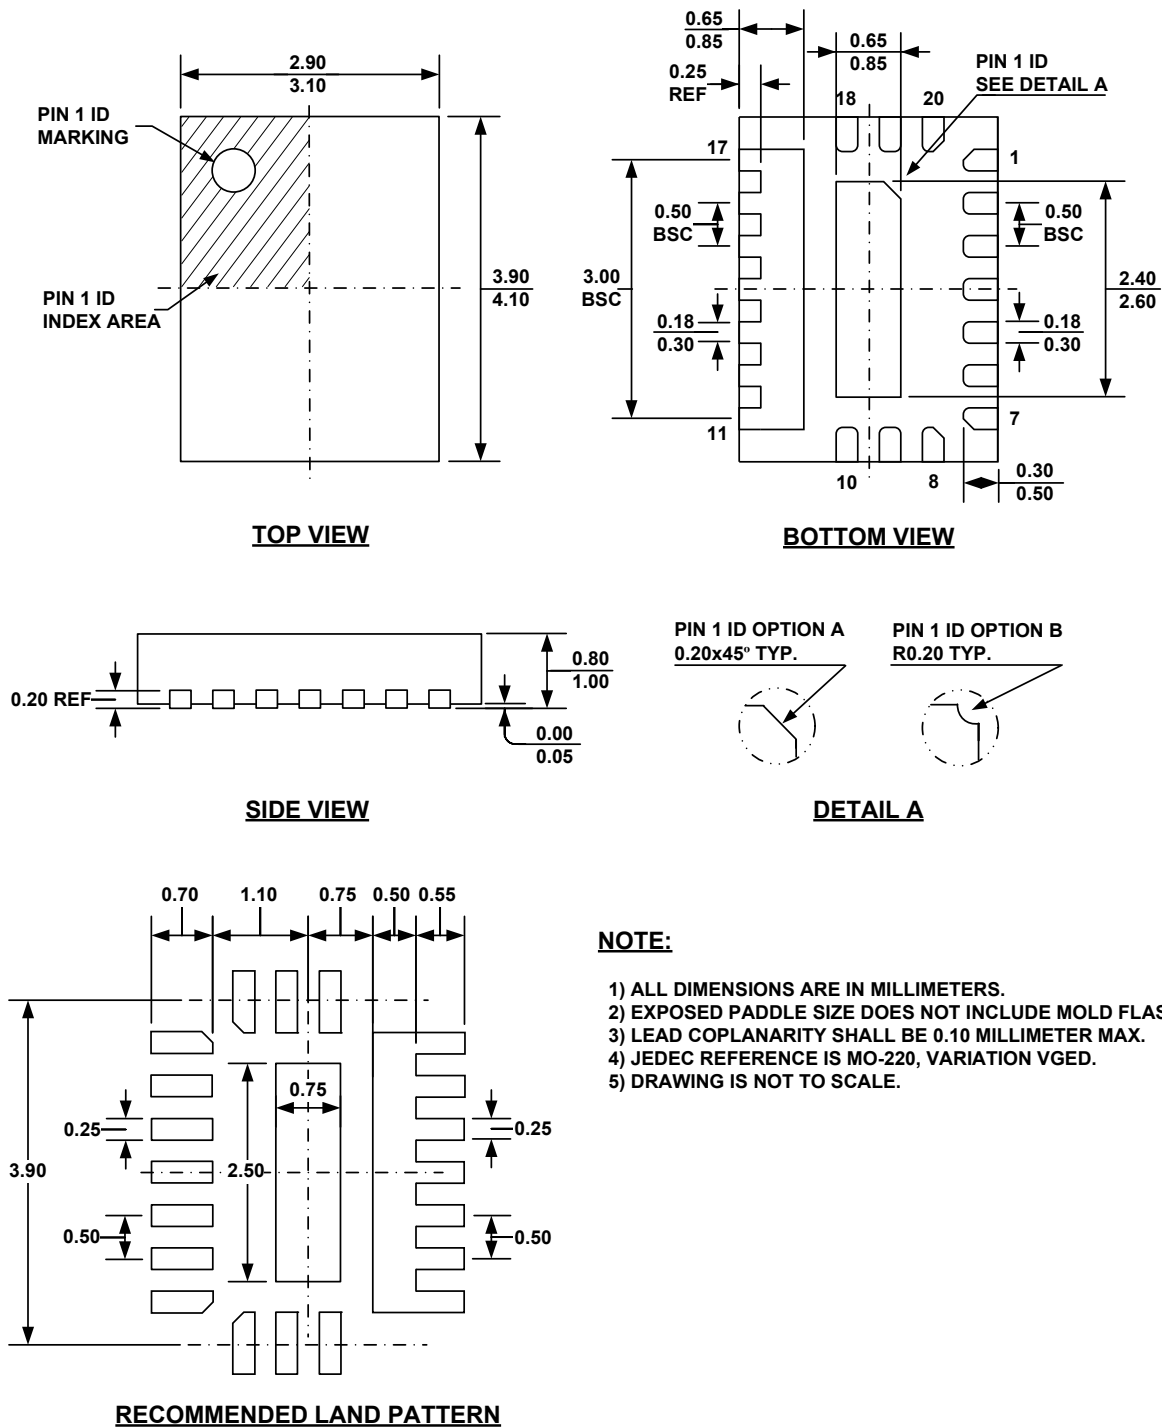 2.90
3.10
PIN 1 ID
MARKING
PIN 1 ID
INDEX AREA
3.90
4.10
TOP VIEW
0.65
0.85
0.65
0.85
0.25
REF
PIN 1 ID
SEE DETAIL A
18
20
17
1
0.50
BSC
0.50
BSC
3.00
BSC
2.40
2.60
0.18
0.30
0.18
0.30
11
7
10
8
0.30
0.50
BOTTOM VIEW
0.20 REF
0.80
1.00
0.00
0.05
SIDE VIEW
PIN 1 ID OPTION A
0.20x45º TYP.
PIN 1 ID OPTION B
R0.20 TYP.
DETAIL A
0.70
1.10
0.75
0.50
0.55
0.75
0.25
0.25
3.90
2.50
0.50
0.50
RECOMMENDED LAND PATTERN
NOTE:
1) ALL DIMENSIONS ARE IN MILLIMETERS.
2) EXPOSED PADDLE SIZE DOES NOT INCLUDE MOLD FLAS
3) LEAD COPLANARITY SHALL BE 0.10 MILLIMETER MAX.
4) JEDEC REFERENCE IS MO-220, VARIATION VGED.
5) DRAWING IS NOT TO SCALE.